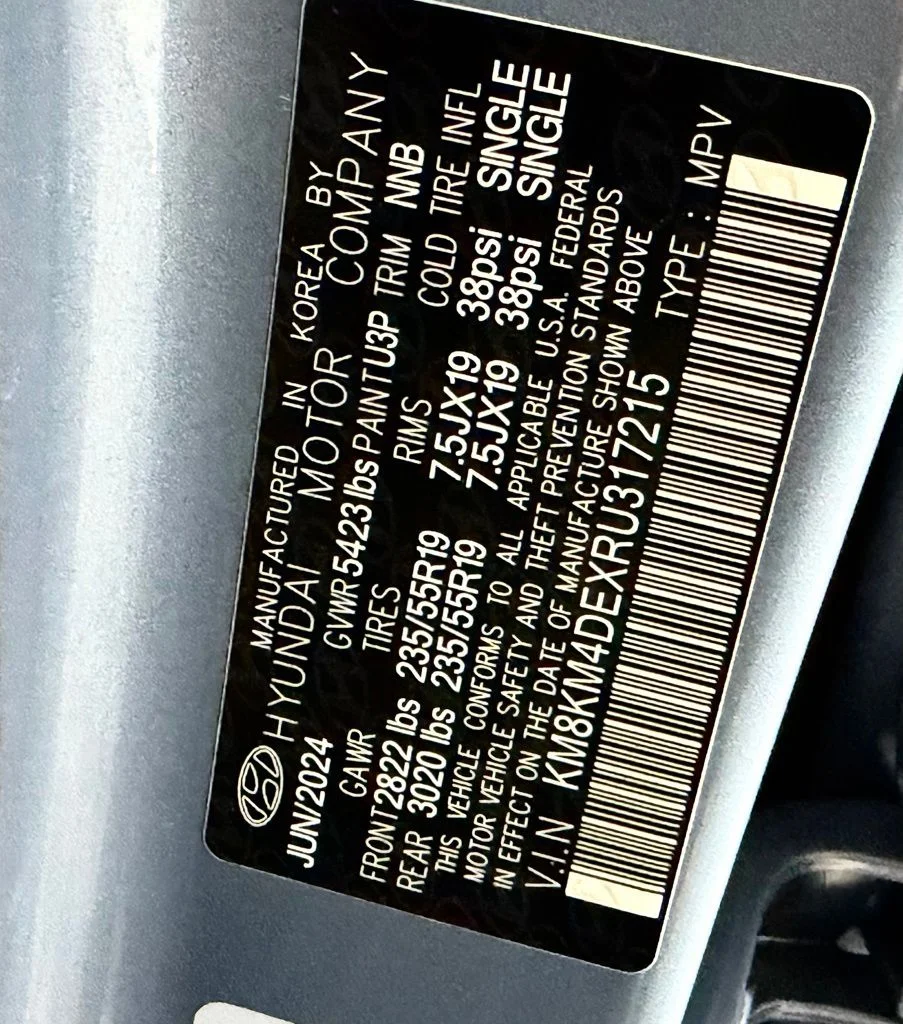 MANUFACTURED IN KOREA BY
HYUNDAI MOTOR COMPANY
JUN/2024 GVWR 5423 lbs PAINT U3P TRIM NNB
GAWR TIRES RIMS COLD TIRE INFL
FRONT 2822 lbs 235/55R19 7.5JX19 38psi SINGLE
REAR 3020 lbs 235/55R19 7.5JX19 38psi SINGLE
THIS VEHICLE CONFORMS TO ALL APPLICABLE U.S.A. FEDERAL
MOTOR VEHICLE SAFETY AND THEFT PREVENTION STANDARDS
IN EFFECT ON THE DATE OF MANUFACTURE SHOWN ABOVE
V.I.N KM8KM4DEXRU317215 TYPE : MPV